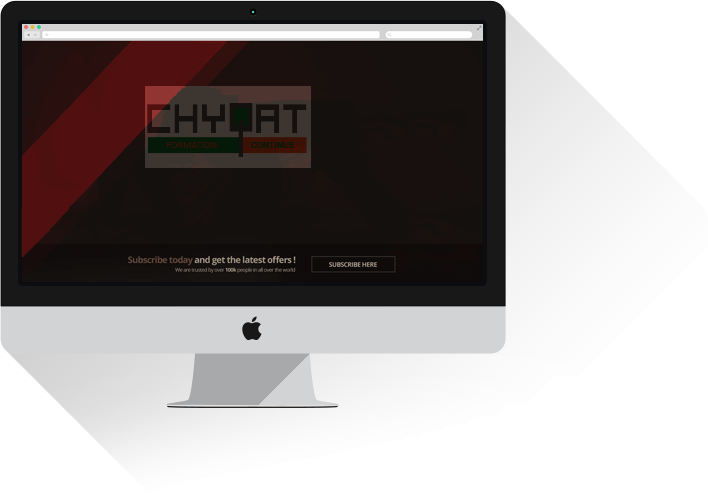 CHYQAT
FORMATION CONTINUE
Subscribe today and get the latest offers !
We are trusted by over 100k people in all over the world
SUBSCRIBE HERE